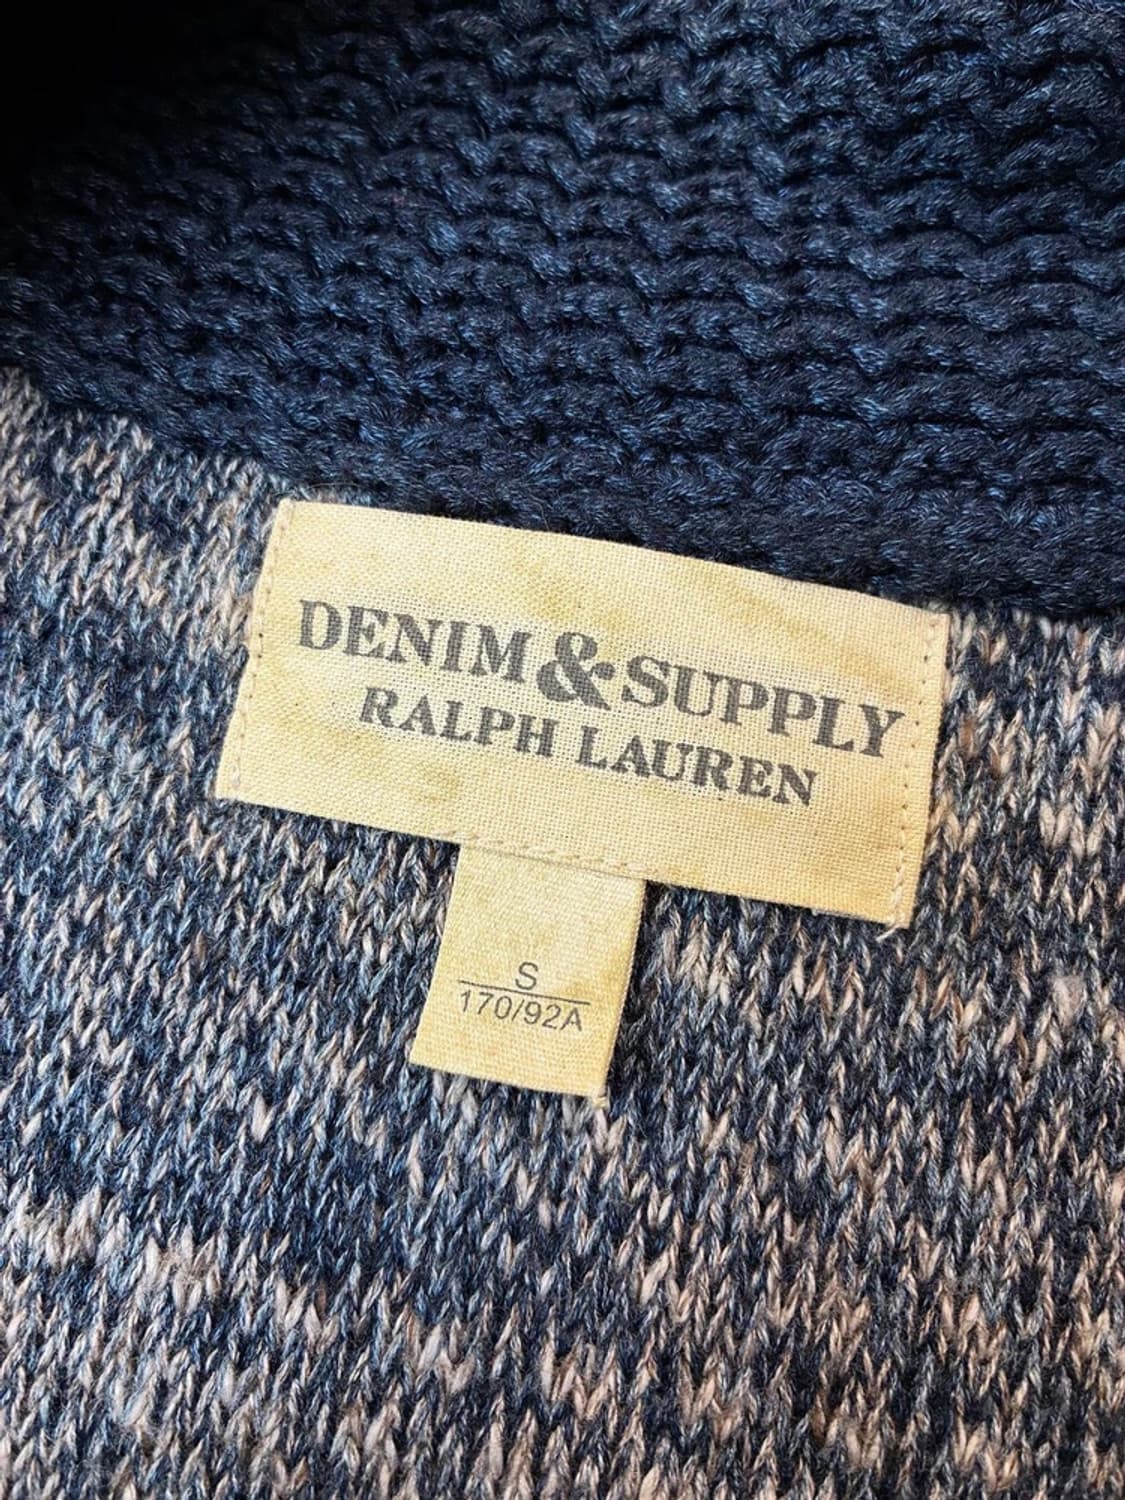 DENIM & SUPPLY
RALPH LAUREN
S
170/92A